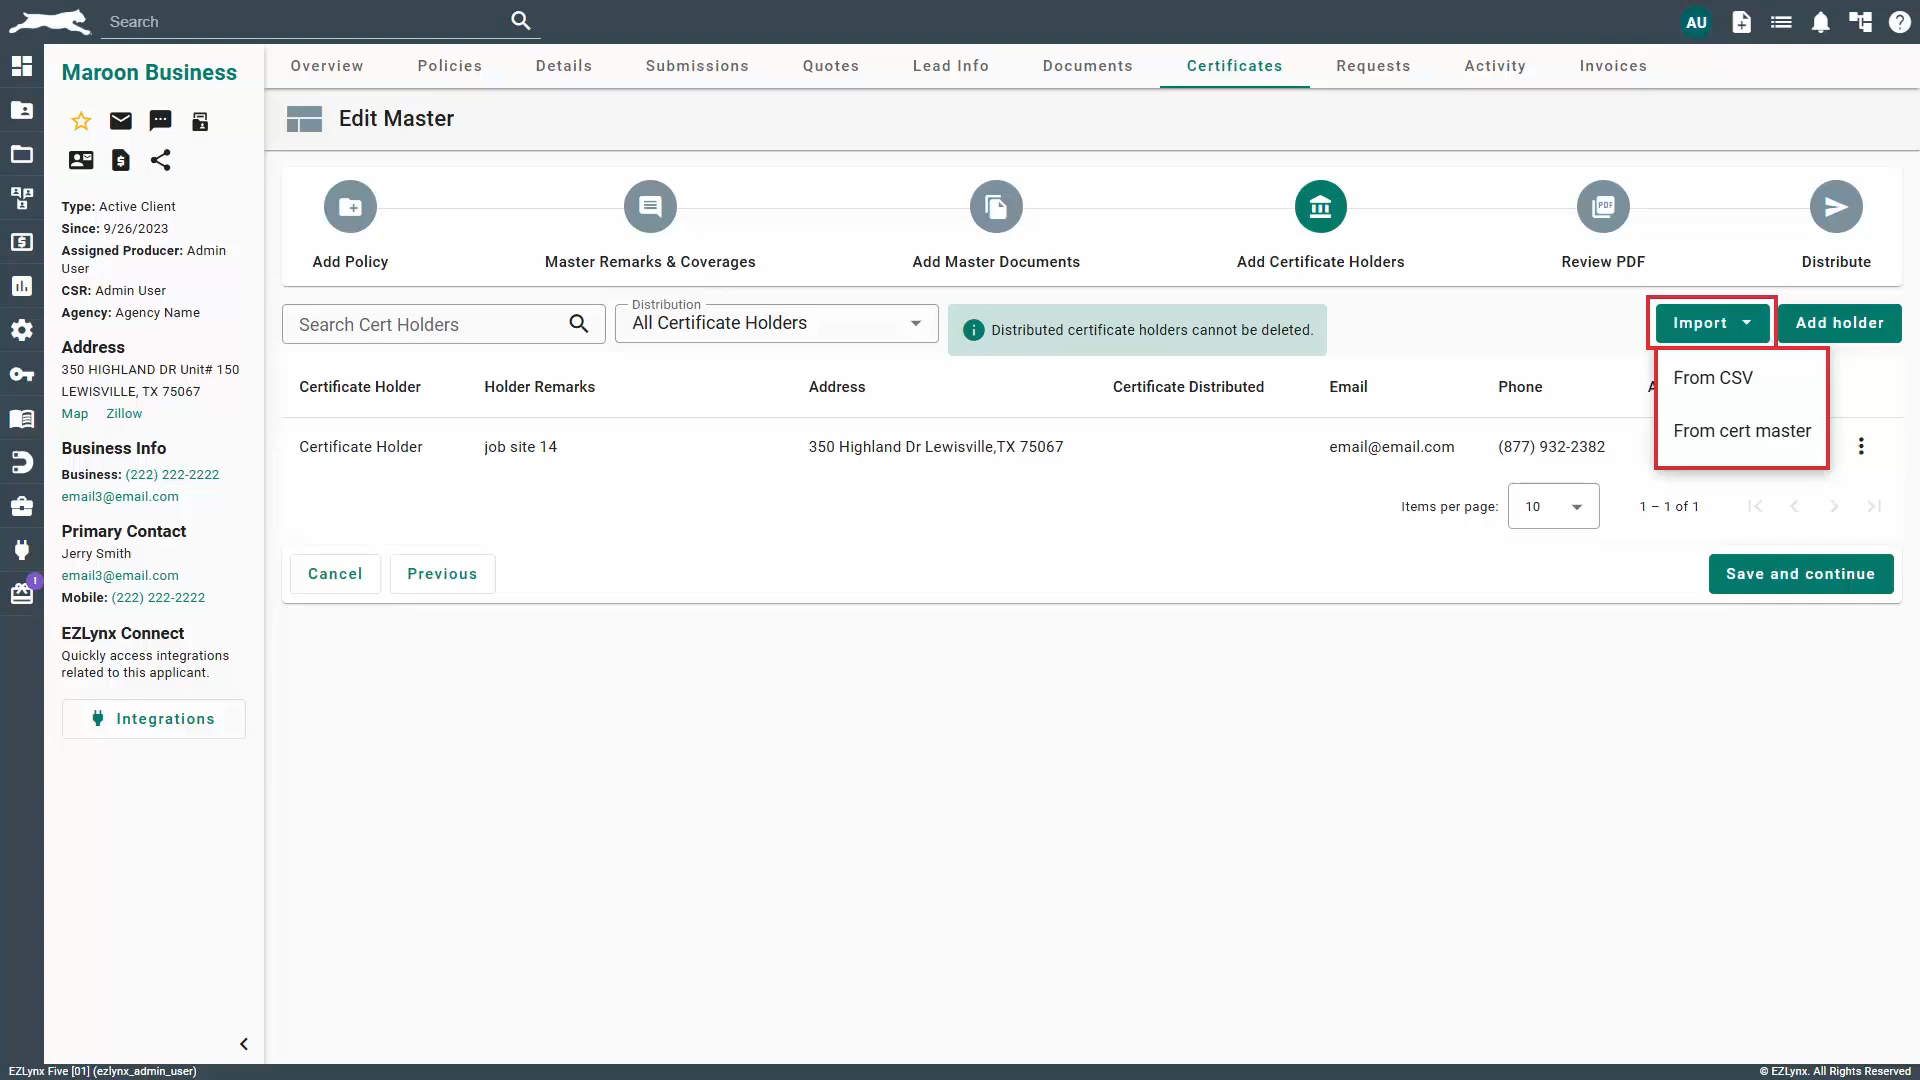 Search
AU
Maroon Business
Type: Active Client
Since: 9/26/2023
Assigned Producer: Admin
User
CSR: Admin User
Agency: Agency Name
Address
350 HIGHLAND DR Unit# 150
LEWISVILLE, TX 75067
Map Zillow
Business Info
Business: (222) 222-2222
email3@email.com
Primary Contact
Jerry Smith
email3@email.com
Mobile: (222) 222-2222
EZLynx Connect
Quickly access integrations
related to this applicant.
Integrations
1
Overview Policies Details Submissions Quotes Lead Info Documents Certificates Requests Activity Invoices
Edit Master
PDF
Add Policy Master Remarks & Coverages Add Master Documents Add Certificate Holders Review PDF Distribute
Search Cert Holders
Distribution
All Certificate Holders
Distributed certificate holders cannot be deleted.
Import Add holder
From CSV
From cert master
Certificate Holder Holder Remarks Address Certificate Distributed Email Phone
Certificate Holder job site 14 350 Highland Dr Lewisville,TX 75067 email@email.com (877) 932-2382
Items per page: 10 1 – 1 of 1
Cancel Previous Save and continue
EZLynx Five [01] (ezlynx_admin_user)
© EZLynx. All Rights Reserved